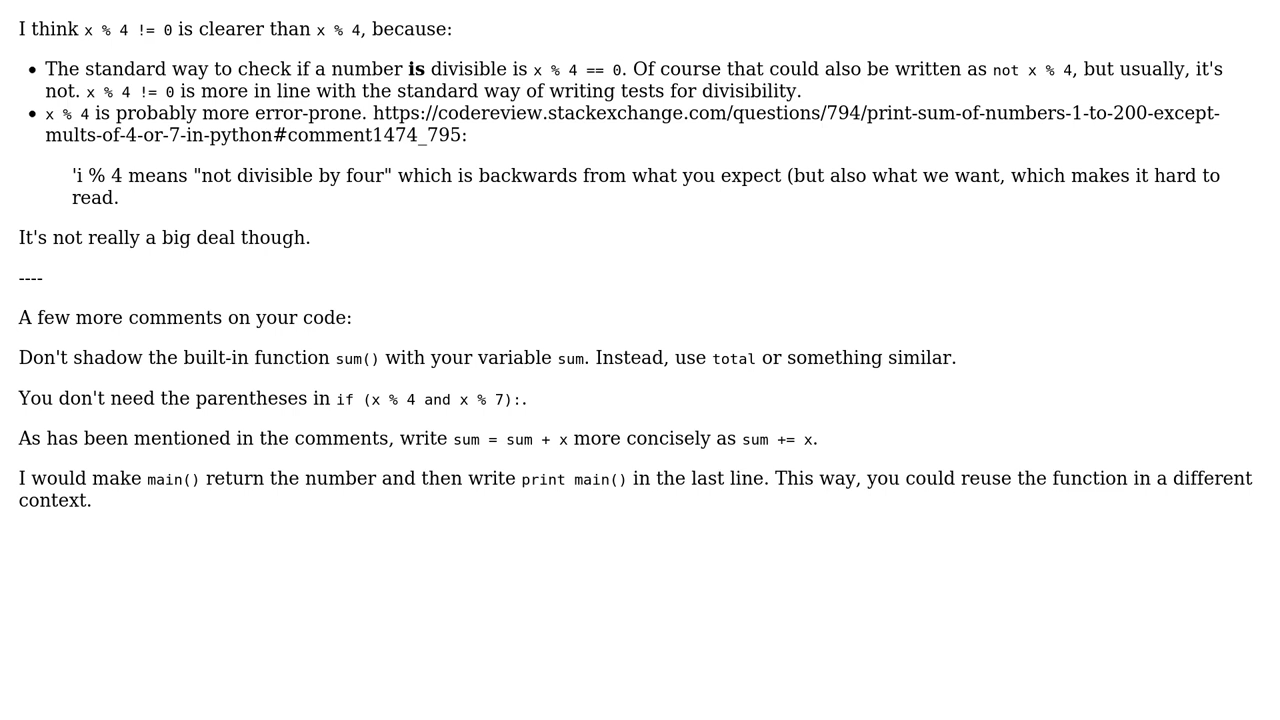 I think x % 4 != 0 is clearer than x % 4, because:
• The standard way to check if a number is divisible is x % 4 == 0. Of course that could also be written as not x % 4, but usually, it's
not. x % 4 != 0 is more in line with the standard way of writing tests for divisibility.
• x % 4 is probably more error-prone. https://codereview.stackexchange.com/questions/794/print-sum-of-numbers-1-to-200-except-
mults-of-4-or-7-in-python#comment1474_795:
'i % 4 means "not divisible by four" which is backwards from what you expect (but also what we want, which makes it hard to
read.
It's not really a big deal though.
----
A few more comments on your code:
Don't shadow the built-in function sum() with your variable sum. Instead, use total or something similar.
You don't need the parentheses in if (x % 4 and x % 7):.
As has been mentioned in the comments, write sum = sum + x more concisely as sum += x.
I would make main() return the number and then write print main() in the last line. This way, you could reuse the function in a different
context.